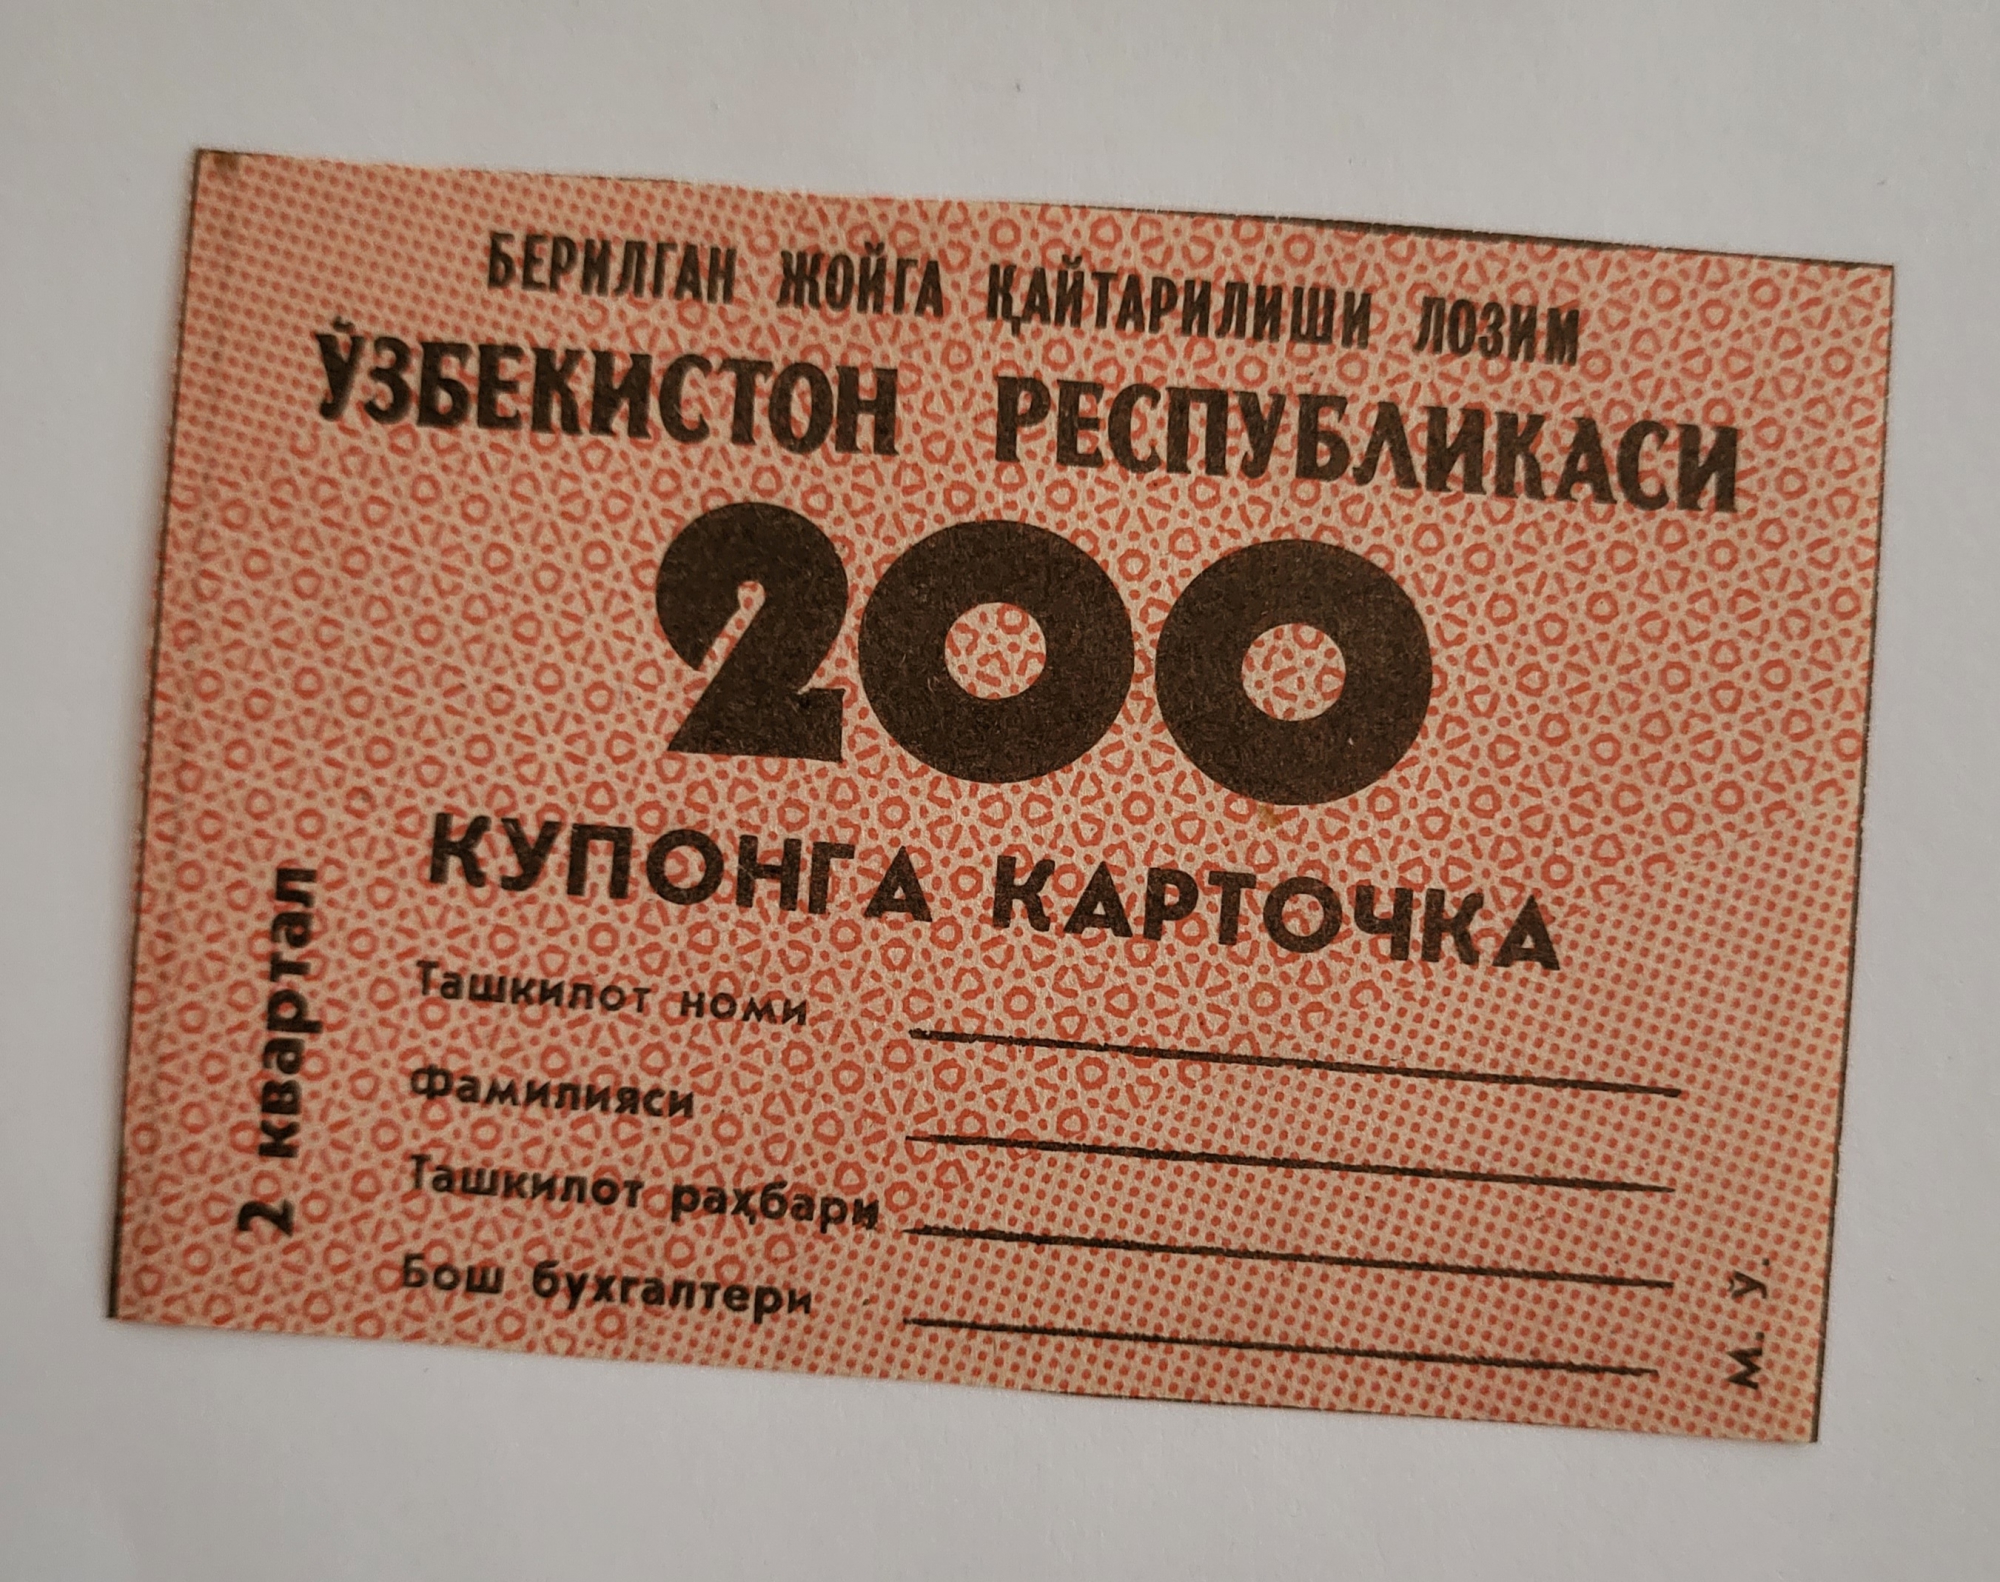 БЕРИЛГАН ЖОЙГА ҚАЙТАРИЛИШИ ЛОЗИМ
ЎЗБЕКИСТОН РЕСПУБЛИКАСИ
200
КУПОНГА КАРТОЧКА
2 квартал
Ташкилот номи
Фамилияси
Ташкилот раҳбари
Бош бухгалтери
М. Ў.